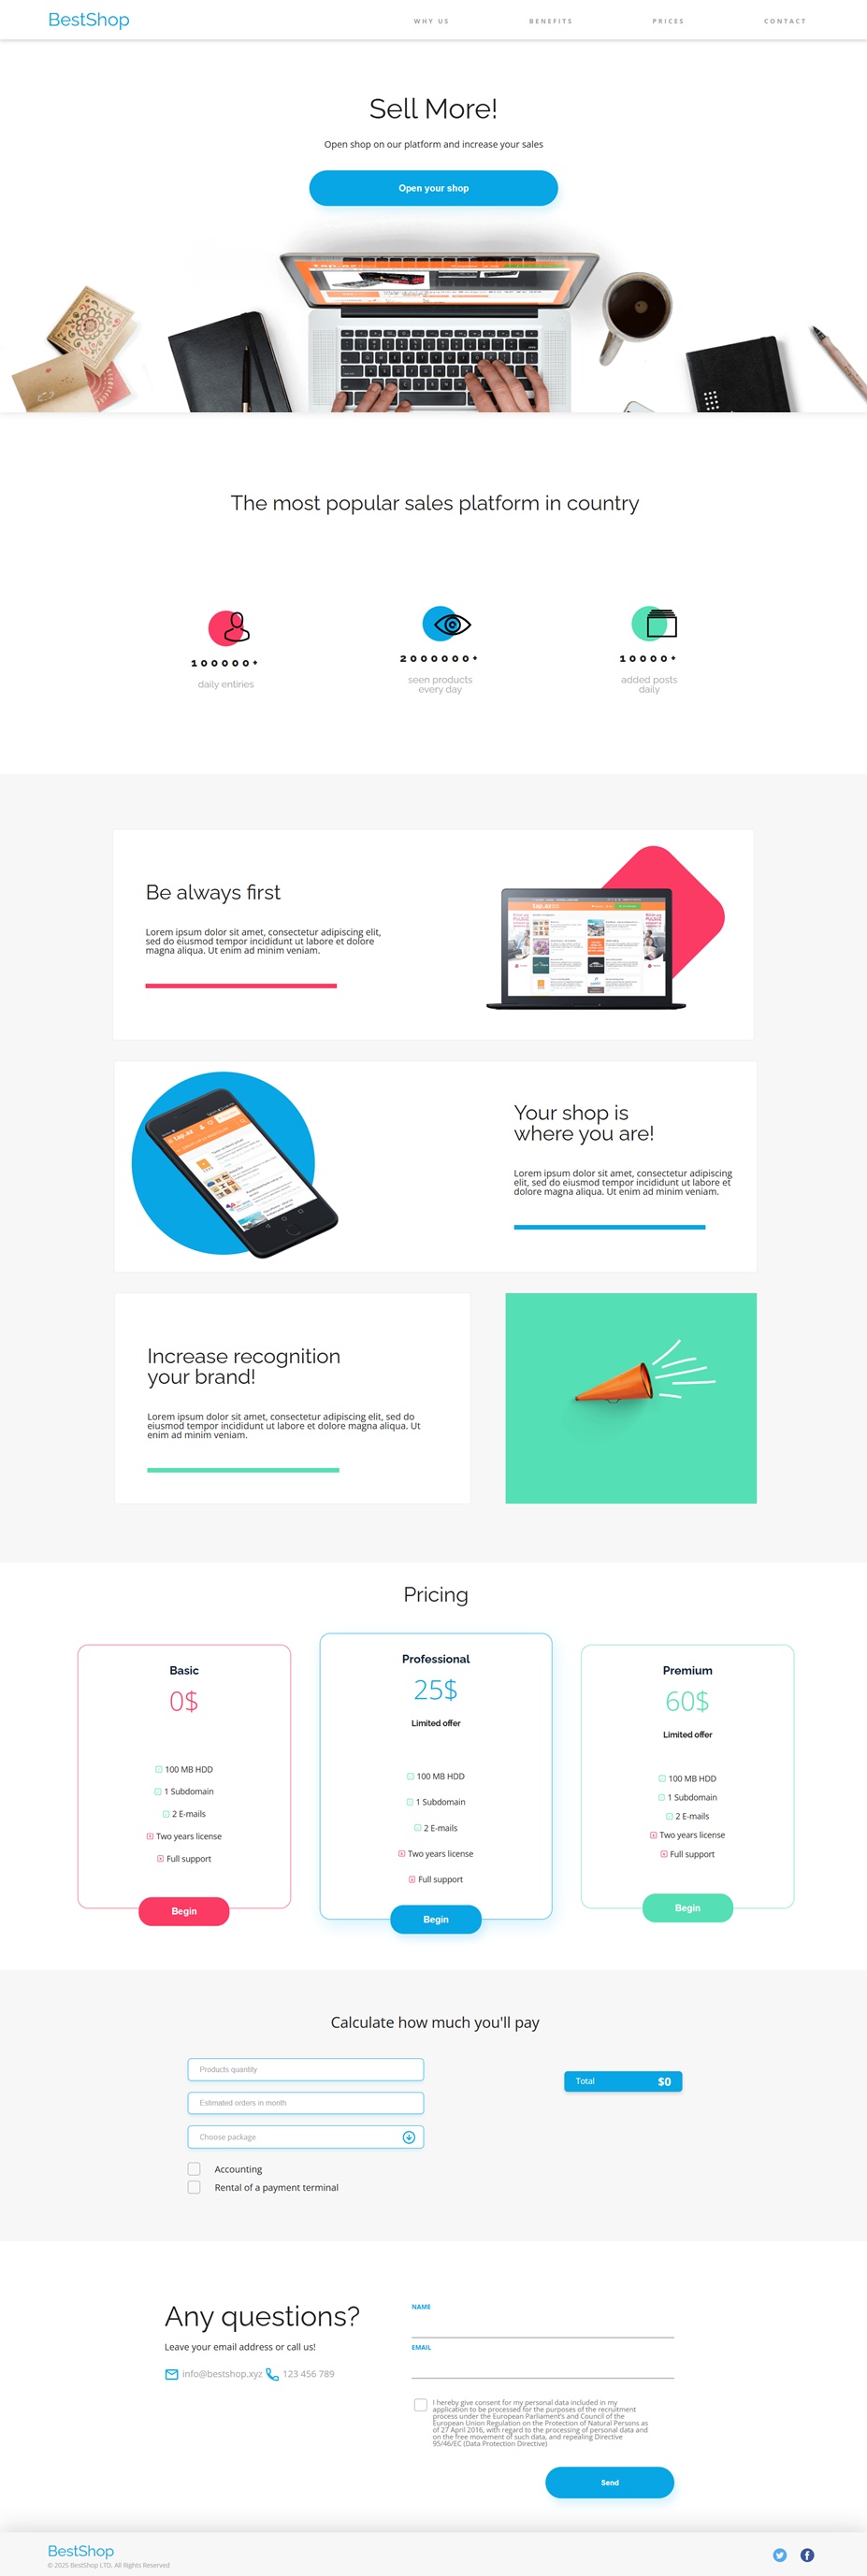 BestShop
WHY US
BENEFITS
PRICES
CONTACT
Sell More!
Open shop on our platform and increase your sales
Open your shop
The most popular sales platform in country
100000+
daily entiries
2000000+
seen products
every day
10000+
added posts
daily
Be always first
Lorem ipsum dolor sit amet, consectetur adipiscing elit,
sed do eiusmod tempor incididunt ut labore et dolore
magna aliqua. Ut enim ad minim veniam.
tap.az
Your shop is
where you are!
Lorem ipsum dolor sit amet, consectetur adipiscing
elit, sed do eiusmod tempor incididunt ut labore et
dolore magna aliqua. Ut enim ad minim veniam.
Increase recognition
your brand!
Lorem ipsum dolor sit amet, consectetur adipiscing elit, sed do
eiusmod tempor incididunt ut labore et dolore magna aliqua. Ut
enim ad minim veniam.
Pricing
Basic
0$
100 MB HDD
1 Subdomain
2 E-mails
Two years license
Full support
Begin
Professional
25$
Limited offer
100 MB HDD
1 Subdomain
2 E-mails
Two years license
Full support
Begin
Premium
60$
Limited offer
100 MB HDD
1 Subdomain
2 E-mails
Two years license
Full support
Begin
Calculate how much you'll pay
Products quantity
Estimated orders in month
Choose package
Accounting
Rental of a payment terminal
Total $0
Any questions?
Leave your email address or call us!
info@bestshop.xyz 123 456 789
NAME
EMAIL
I hereby give consent for my personal data included in my
application to be processed for the purposes of the recruitment
process under the European Parliament's and Council of the
European Union Regulation on the Protection of Natural Persons as
of 27 April 2016, with regard to the processing of personal data and
on the free movement of such data, and repealing Directive
95/46/EC (Data Protection Directive)
Send
BestShop
© 2025 BestShop LTD, All Rights Reserved